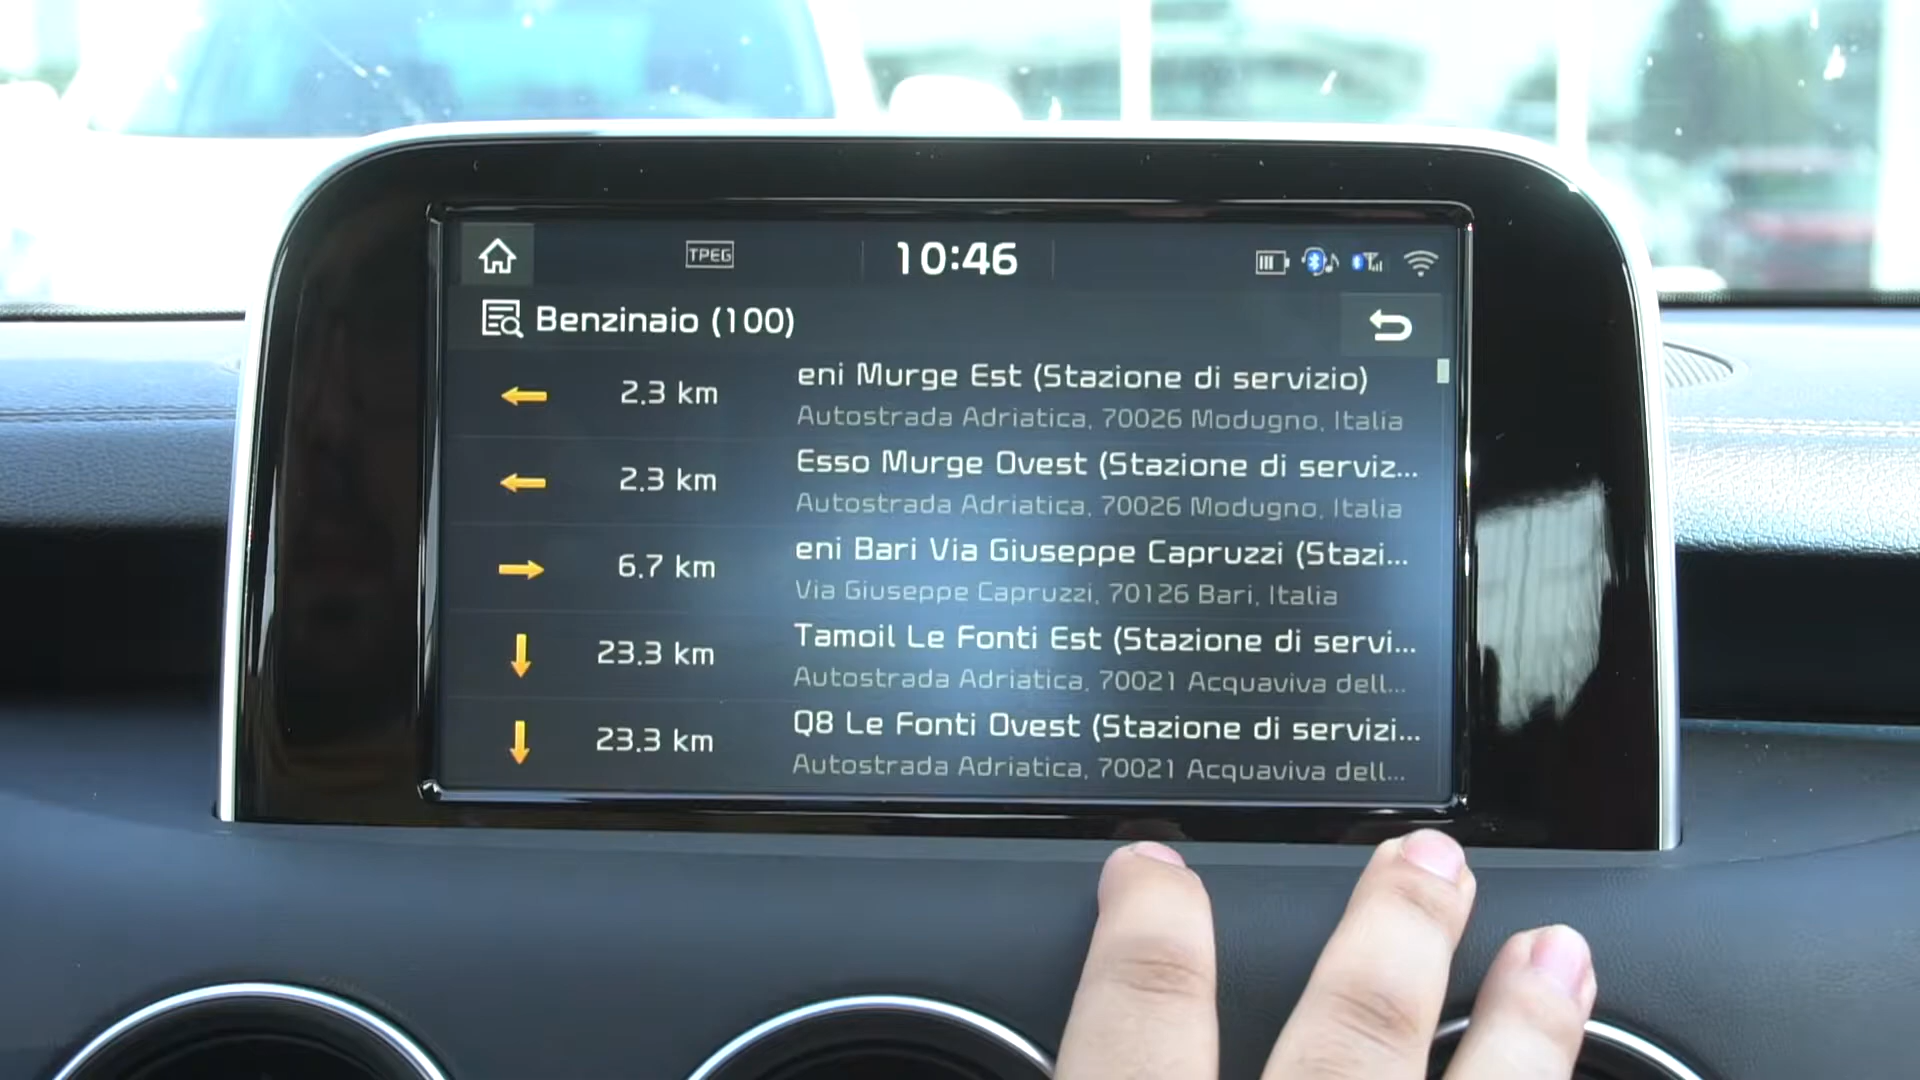 TPEG 10:46
Benzinaio (100)
2.3 km eni Murge Est (Stazione di servizio)
Autostrada Adriatica, 70026 Modugno, Italia
2.3 km Esso Murge Ovest (Stazione di serviz...
Autostrada Adriatica, 70026 Modugno, Italia
6.7 km eni Bari Via Giuseppe Capruzzi (Stazi...
Via Giuseppe Capruzzi, 70126 Bari, Italia
23.3 km Tamoil Le Fonti Est (Stazione di servi...
Autostrada Adriatica, 70021 Acquaviva dell...
23.3 km Q8 Le Fonti Ovest (Stazione di servizi...
Autostrada Adriatica, 70021 Acquaviva dell...